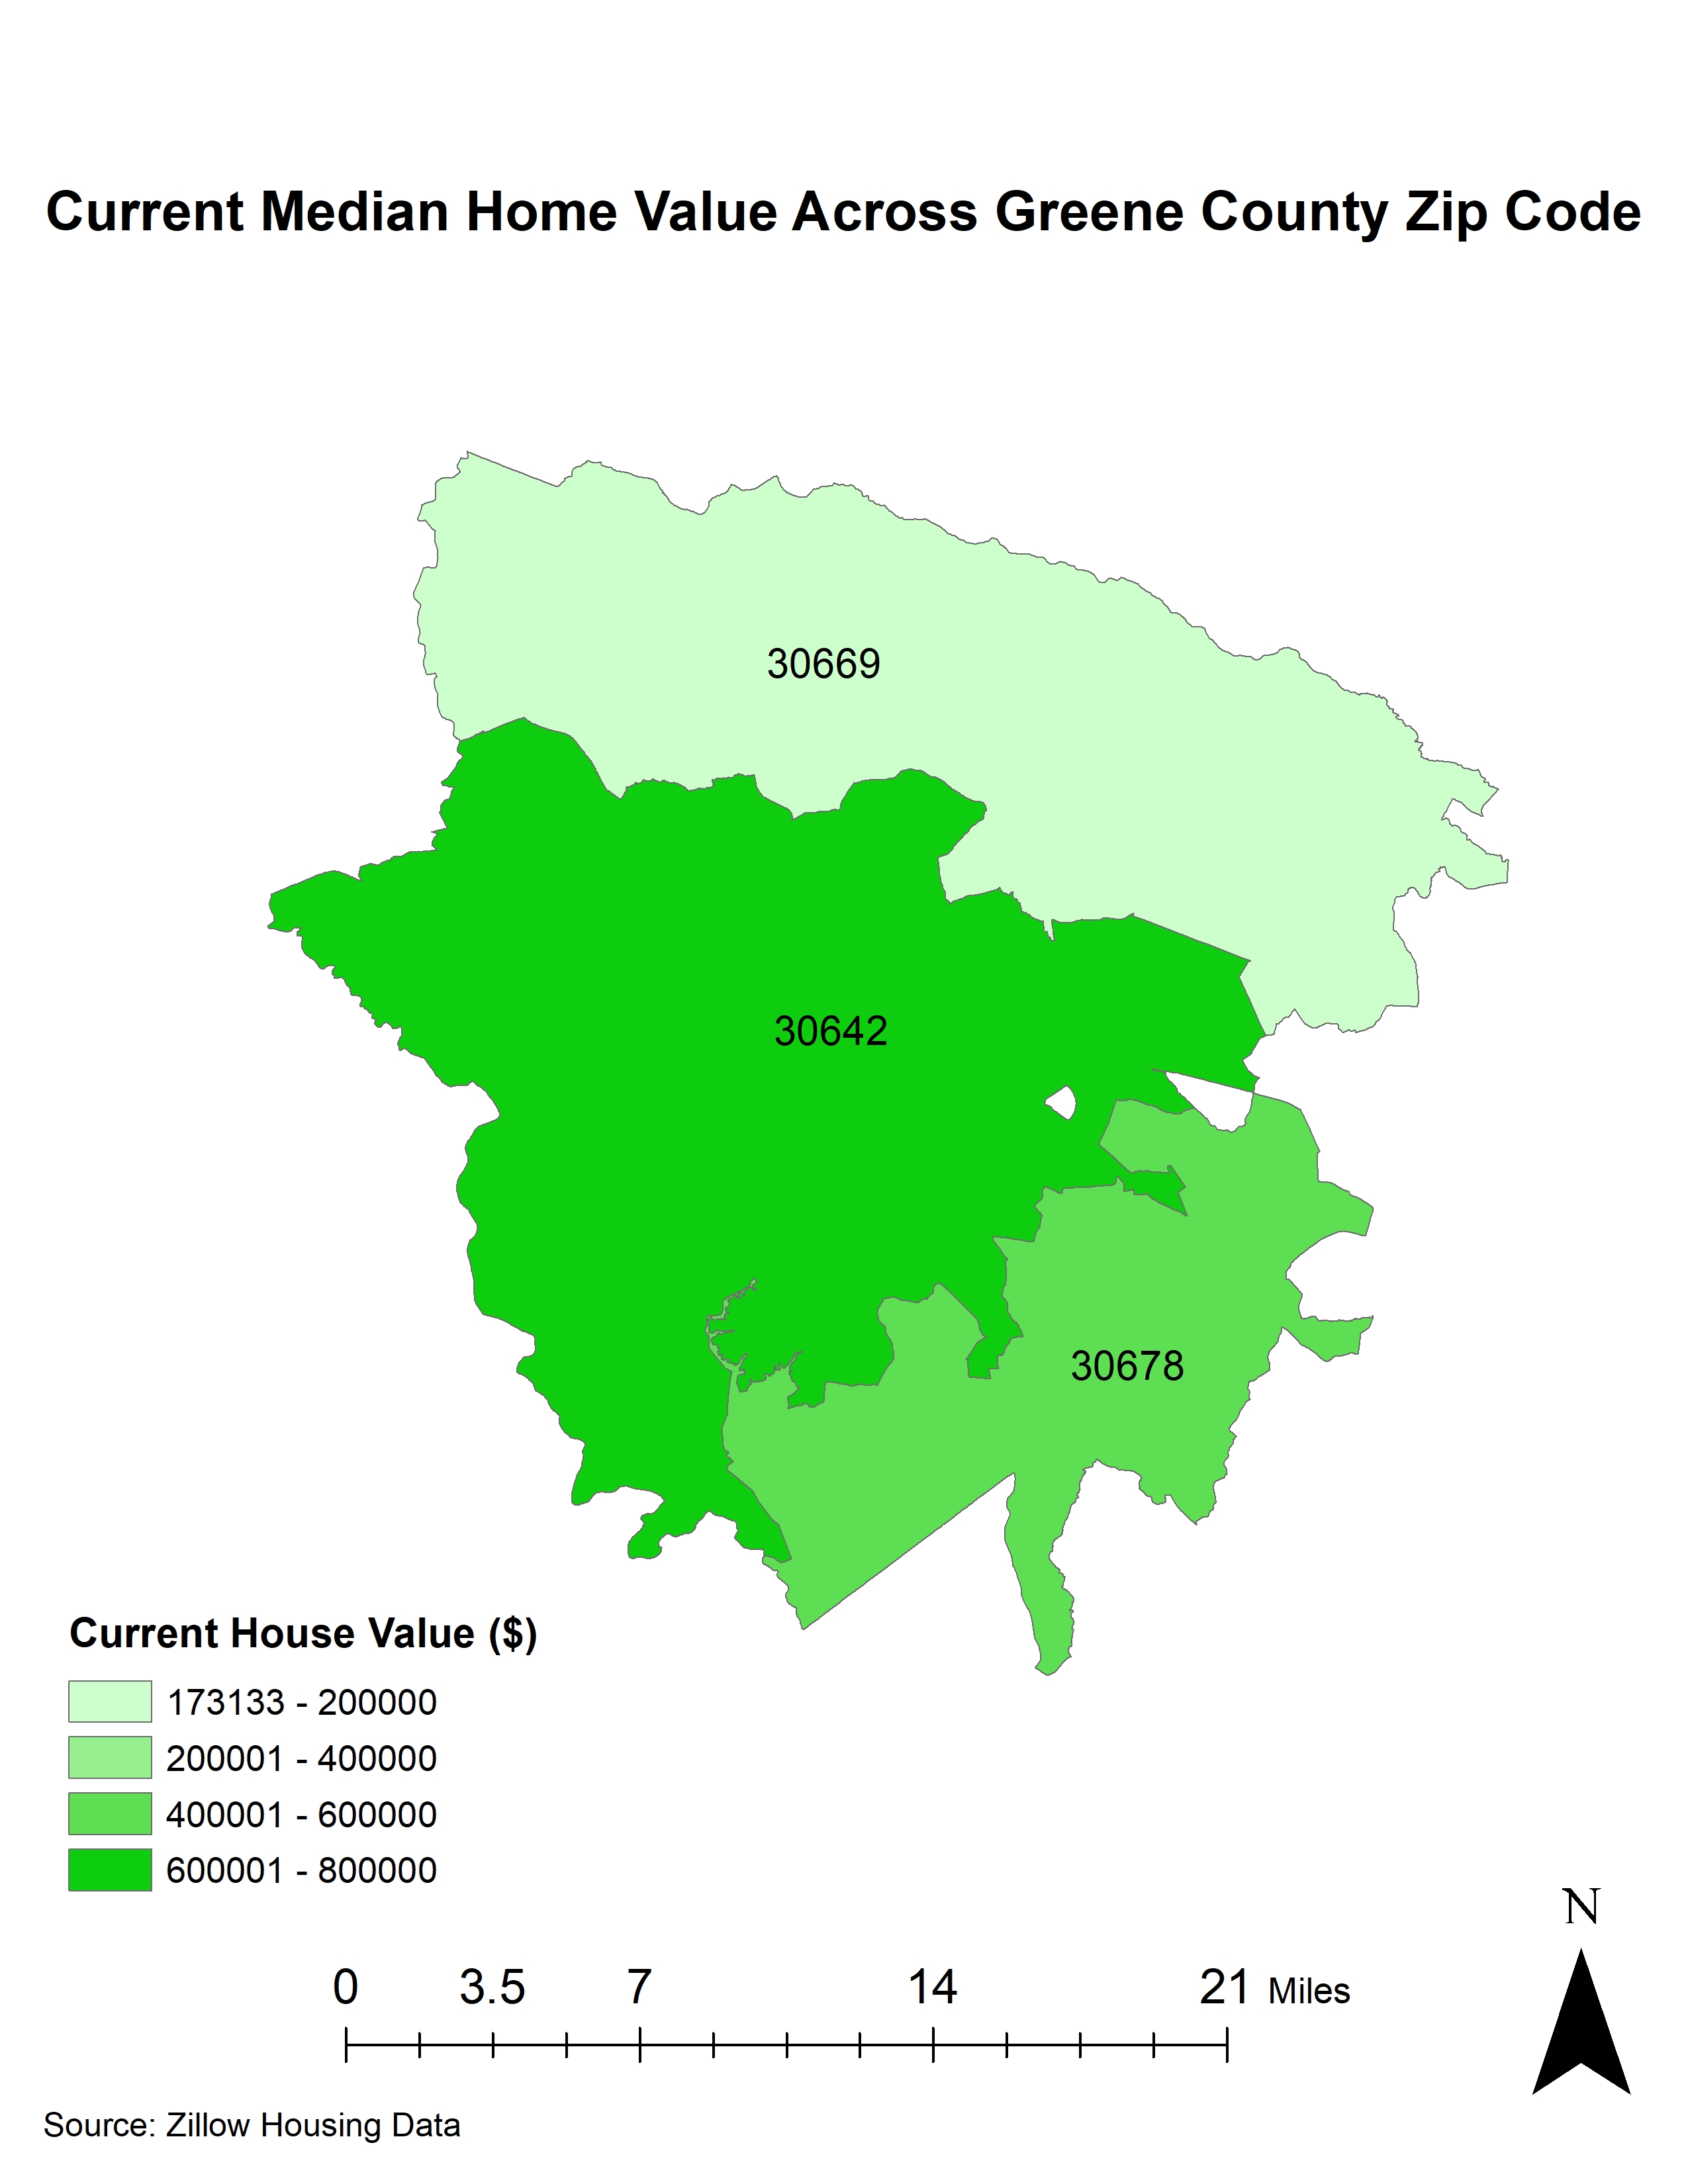 Current Median Home Value Across Greene County Zip Code
30669
30642
30678
Current House Value ($)
173133 - 200000
200001 - 400000
400001 - 600000
600001 - 800000
N
0 3.5 7 14 21 Miles
Source: Zillow Housing Data